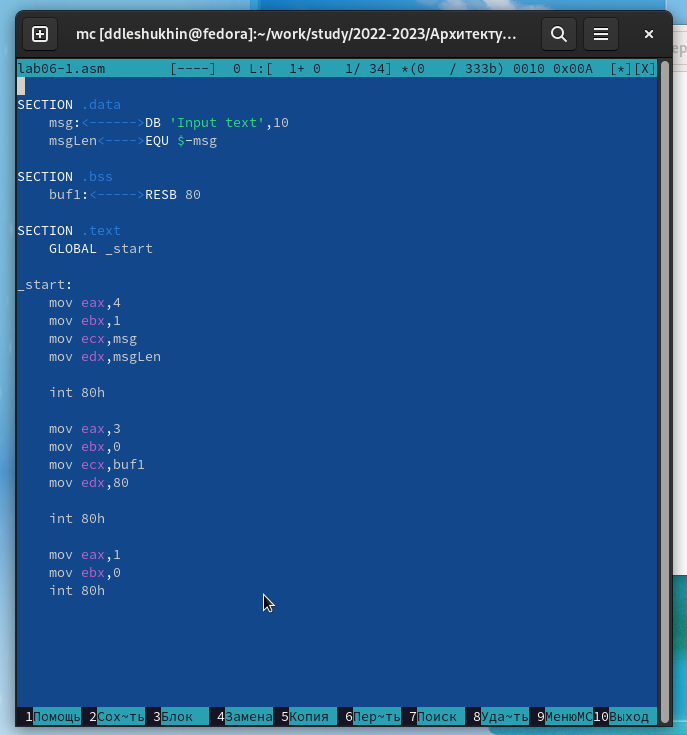 mc [ddleshukhin@fedora]:~/work/study/2022-2023/Архитекту...
lab06-1.asm [----] 0 L:[ 1+ 0 1/ 34] *(0 / 333b) 0010 0x00A [*][X]
SECTION .data
msg:<------>DB 'Input text',10
msgLen<---->EQU $-msg
SECTION .bss
buf1:<----->RESB 80
SECTION .text
GLOBAL _start
_start:
mov eax,4
mov ebx,1
mov ecx,msg
mov edx,msgLen
int 80h
mov eax,3
mov ebx,0
mov ecx,buf1
mov edx,80
int 80h
mov eax,1
mov ebx,0
int 80h
1Помощь 2Сох~ть 3Блок 4Замена 5Копия 6Пер~ть 7Поиск 8Уда~ть 9МенюMC 10Выход